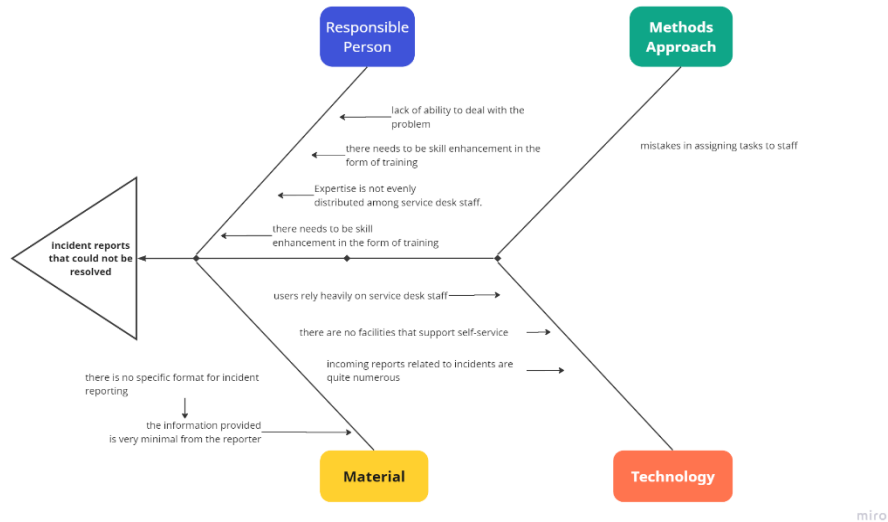 Responsible
Person
Methods
Approach
lack of ability to deal with the
problem
mistakes in assigning tasks to staff
there needs to be skill enhancement in the
form of training
Expertise is not evenly
distributed among service desk staff.
there needs to be skill
enhancement in the form of training
incident reports
that could not be
resolved
users rely heavily on service desk staff
there are no facilities that support self-service
incoming reports related to incidents are
quite numerous
there is no specific format for incident
reporting
the information provided
is very minimal from the reporter
Material
Technology
miro